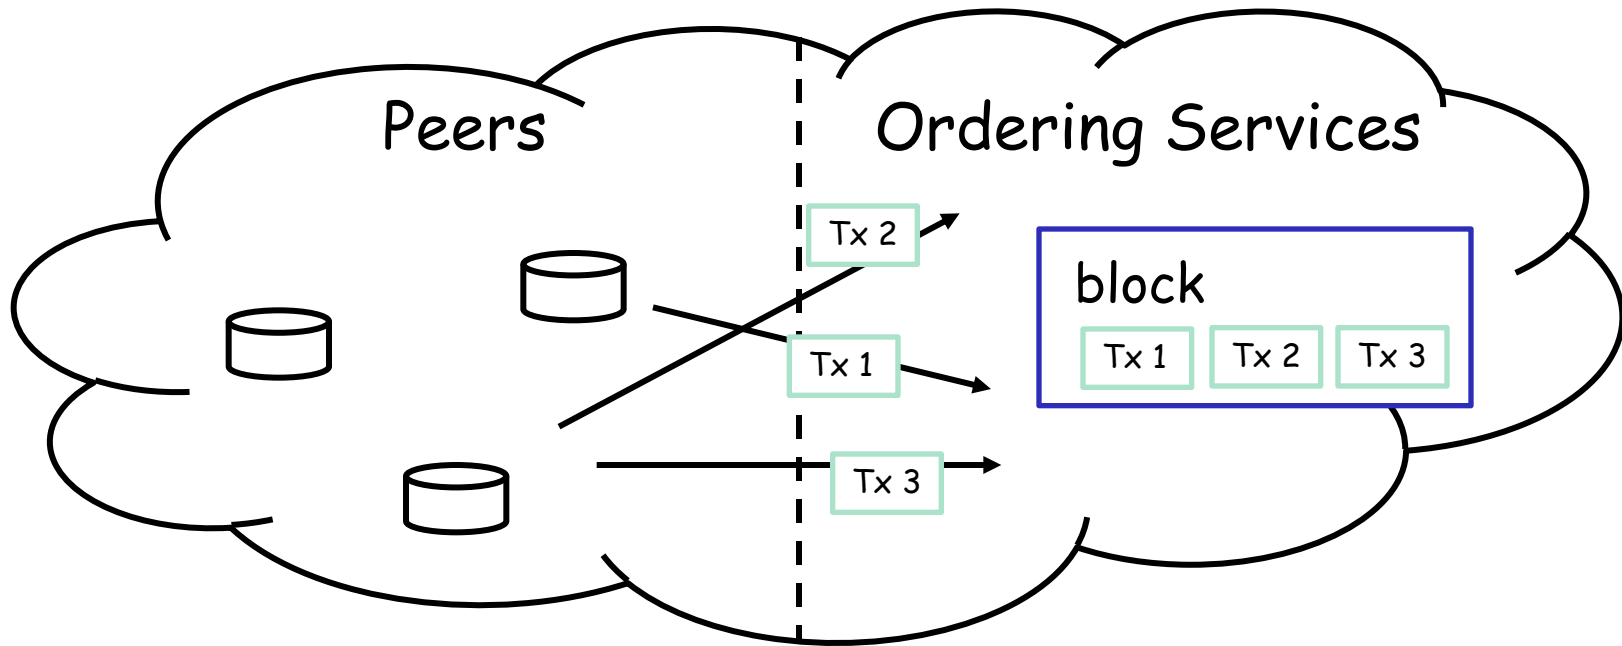 Peers
Ordering Services
Tx 2
block
Tx 1
Tx 1 Tx 2 Tx 3
Tx 3